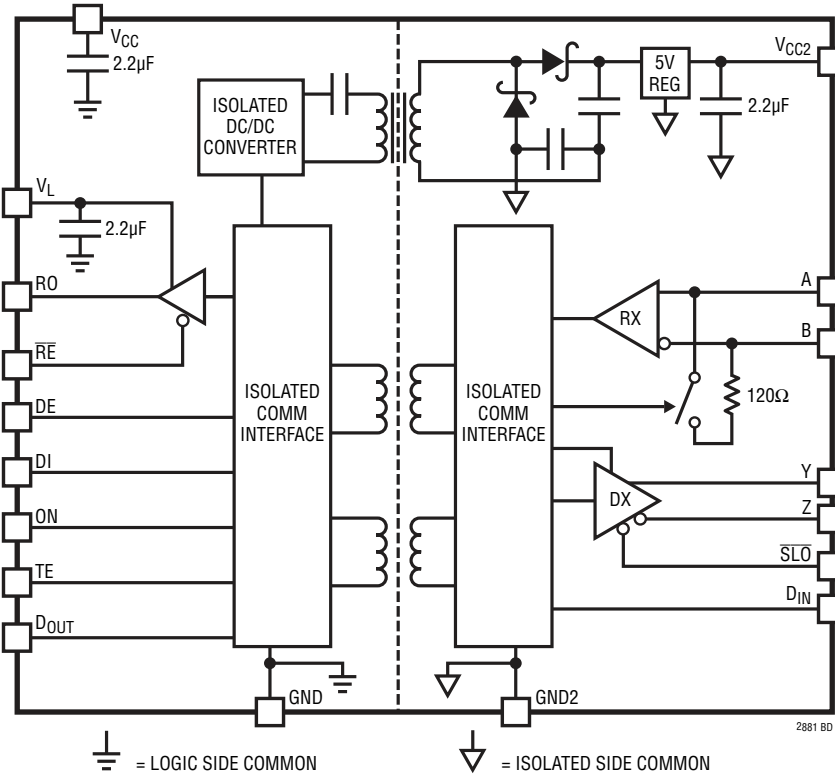 VCC
2.2µF
ISOLATED
DC/DC
CONVERTER
5V
REG
VCC2
2.2µF
VL
2.2µF
RO
RE
DE
DI
ON
TE
DOUT
ISOLATED
COMM
INTERFACE
ISOLATED
COMM
INTERFACE
RX
A
B
120Ω
DX
Y
Z
SLO
DIN
GND
GND2
2881 BD
= LOGIC SIDE COMMON
= ISOLATED SIDE COMMON